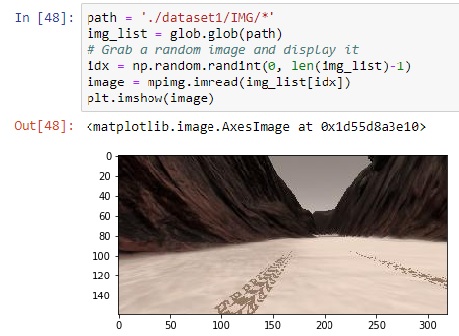 In [48]: path = './dataset1/IMG/*'
img_list = glob.glob(path)
# Grab a random image and display it
idx = np.random.randint(0, len(img_list)-1)
image = mpimg.imread(img_list[idx])
plt.imshow(image)
Out[48]: <matplotlib.image.AxesImage at 0x1d55d8a3e10>
0
20
40
60
80
100
120
140
0 50 100 150 200 250 300